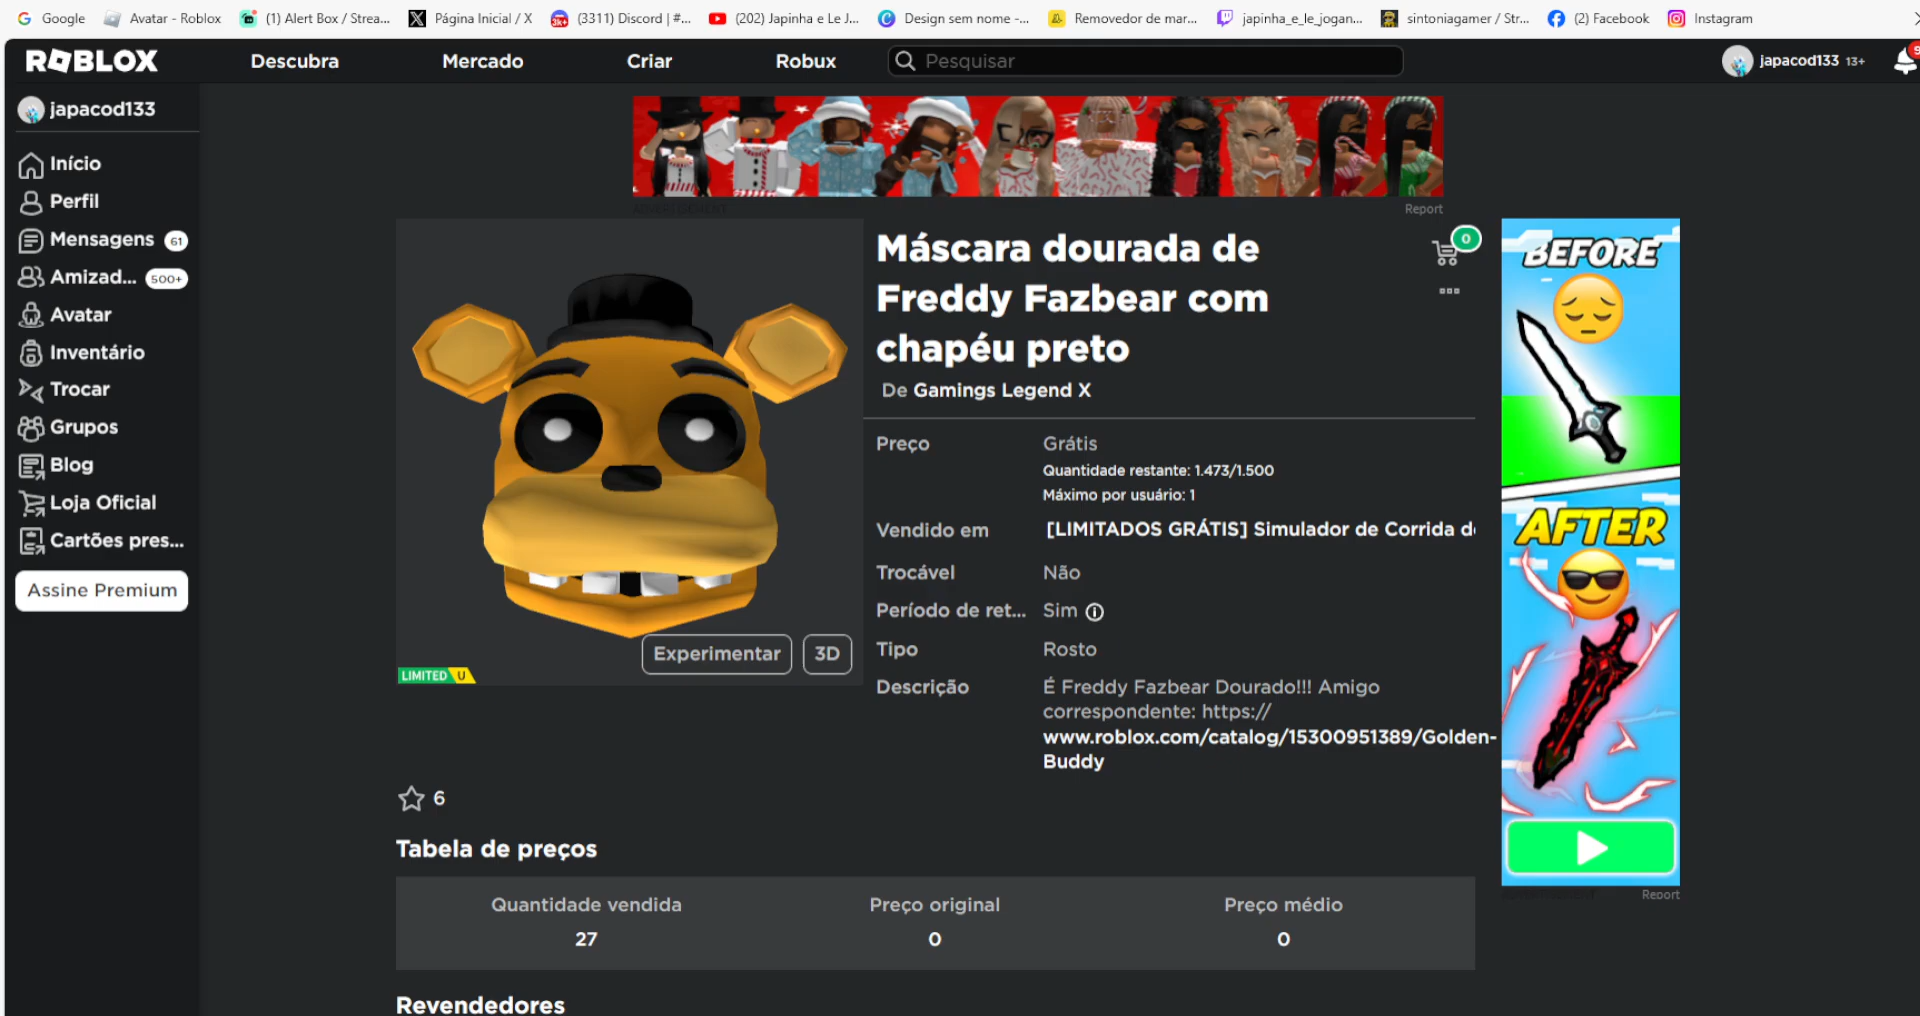 Google Avatar - Roblox (1) Alert Box / Strea... Página Inicial / X (3311) Discord | #... (202) Japinha e Le J... Design sem nome -... Removedor de mar... japinha_e_le_jogan... sintoniagamer / Str... (2) Facebook Instagram
ROBLOX Descubra Mercado Criar Robux Pesquisar japacod133 13+ 9
japacod133
Início
Perfil
Mensagens 61
Amizad... 500+
Avatar
Inventário
Trocar
Grupos
Blog
Loja Oficial
Cartões pres...
Assine Premium
ADVERTISEMENT
Report
Máscara dourada de
Freddy Fazbear com
chapéu preto
0
De Gamings Legend X
Preço Grátis
Quantidade restante: 1.473/1.500
Máximo por usuário: 1
Vendido em [LIMITADOS GRÁTIS] Simulador de Corrida d
Trocável Não
Período de ret... Sim
Tipo Rosto
Descrição É Freddy Fazbear Dourado!!! Amigo
correspondente: https://
www.roblox.com/catalog/15300951389/Golden-
Buddy
Experimentar 3D
LIMITED U
6
Tabela de preços
Quantidade vendida Preço original Preço médio
27 0 0
Revendedores
BEFORE
AFTER
Report